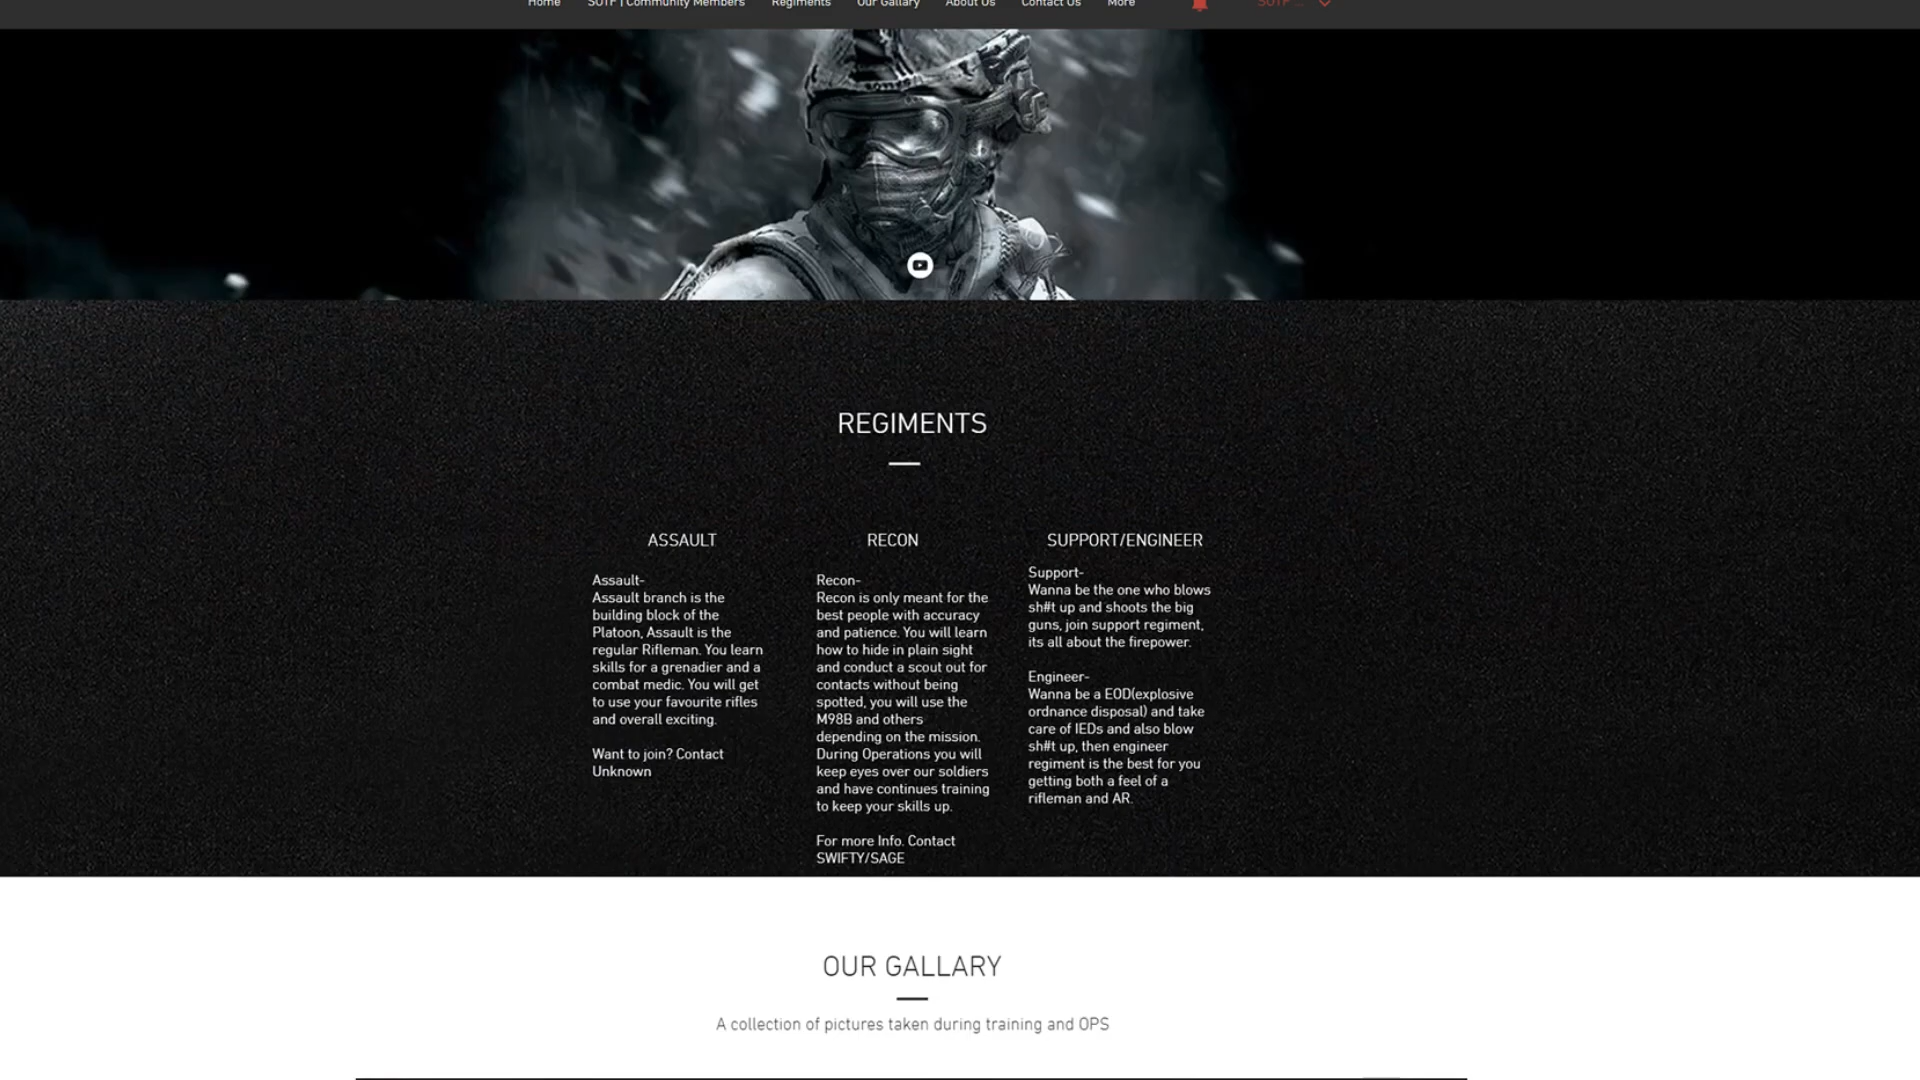 Home SOTF | Community Members Regiments Our Gallary About Us Contact Us More
REGIMENTS
ASSAULT
Assault-
Assault branch is the
building block of the
Platoon, Assault is the
regular Rifleman. You learn
skills for a grenadier and a
combat medic. You will get
to use your favourite rifles
and overall exciting.
Want to join? Contact
Unknown
RECON
Recon-
Recon is only meant for the
best people with accuracy
and patience. You will learn
how to hide in plain sight
and conduct a scout out for
contacts without being
spotted, you will use the
M98B and others
depending on the mission.
During Operations you will
keep eyes over our soldiers
and have continues training
to keep your skills up.
For more Info. Contact
SWIFTY/SAGE
SUPPORT/ENGINEER
Support-
Wanna be the one who blows
sh#t up and shoots the big
guns, join support regiment,
its all about the firepower.
Engineer-
Wanna be a EOD(explosive
ordnance disposal) and take
care of IEDs and also blow
sh#t up, then engineer
regiment is the best for you
getting both a feel of a
rifleman and AR.
OUR GALLARY
A collection of pictures taken during training and OPS